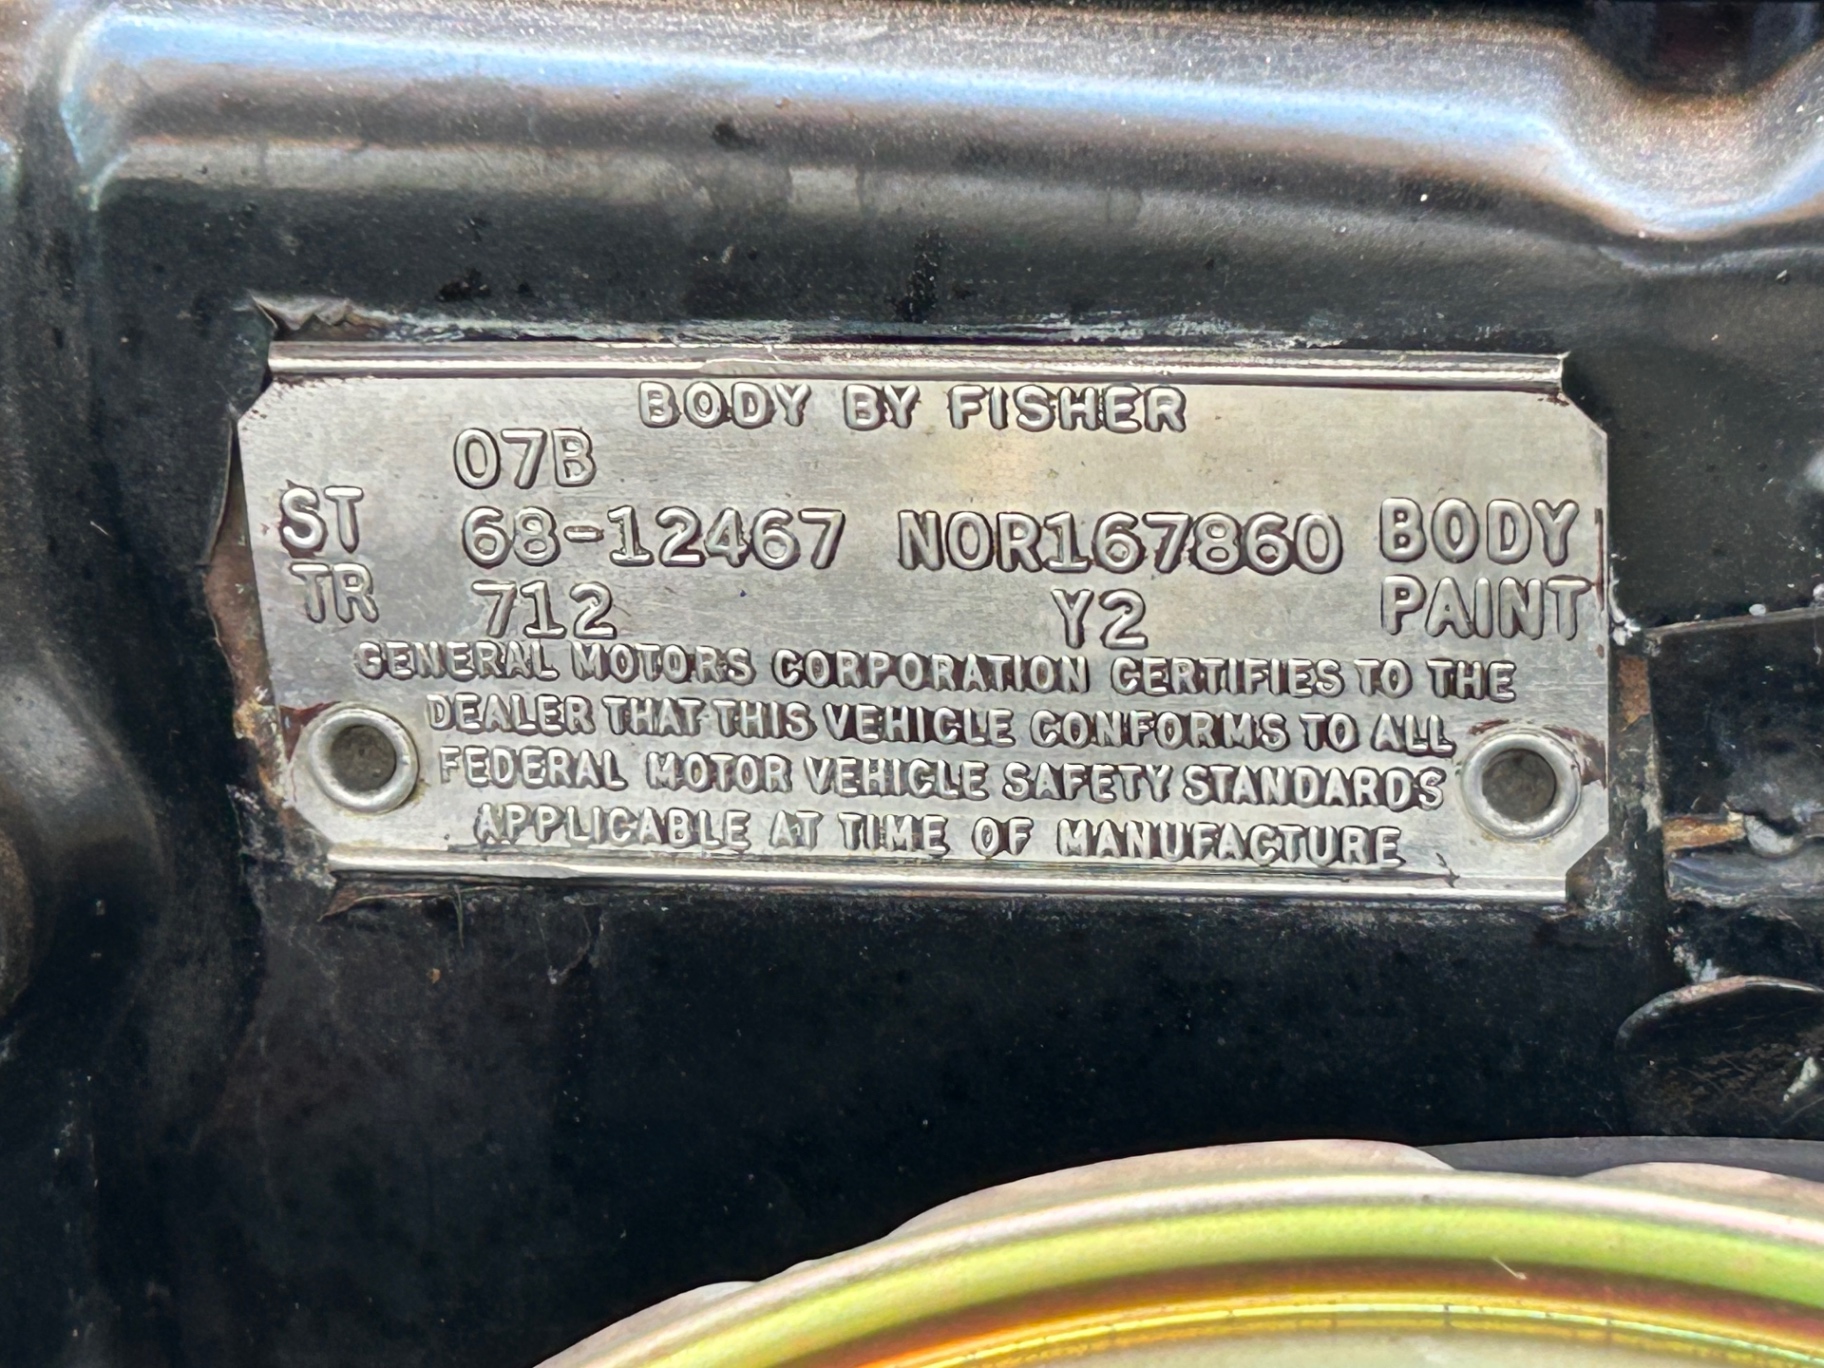 BODY BY FISHER
07B
ST 68-12467 NOR167860 BODY
TR 712 Y2 PAINT
GENERAL MOTORS CORPORATION CERTIFIES TO THE
DEALER THAT THIS VEHICLE CONFORMS TO ALL
FEDERAL MOTOR VEHICLE SAFETY STANDARDS
APPLICABLE AT TIME OF MANUFACTURE